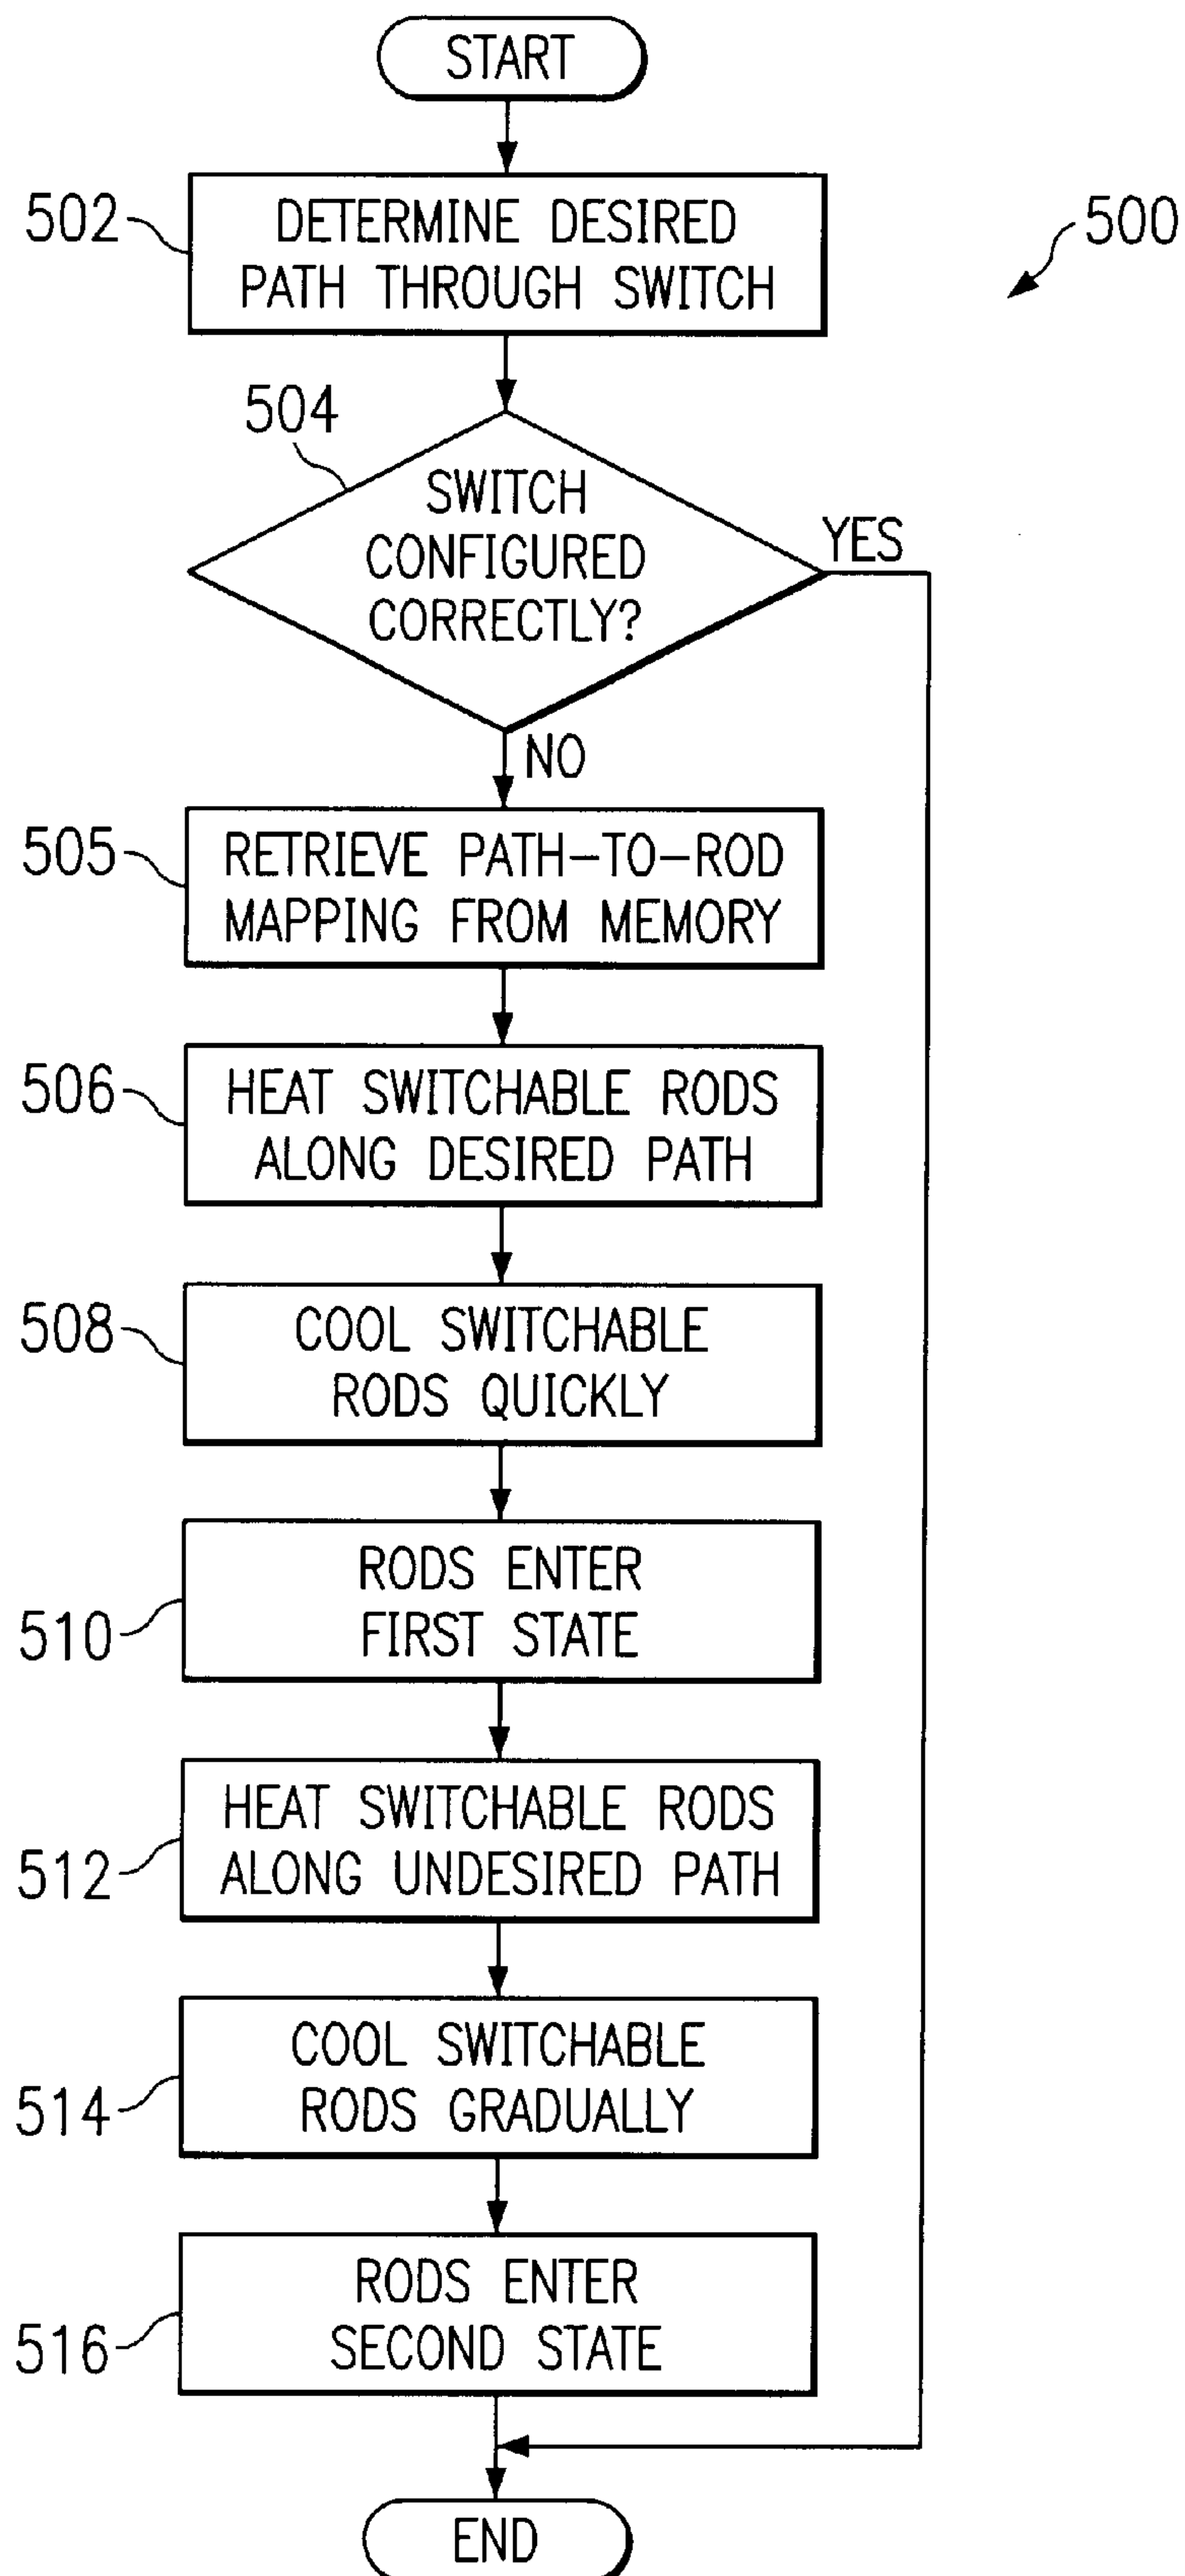 START
502
DETERMINE DESIRED
PATH THROUGH SWITCH
500
504
SWITCH
CONFIGURED
CORRECTLY?
YES
NO
505
RETRIEVE PATH-TO-ROD
MAPPING FROM MEMORY
506
HEAT SWITCHABLE RODS
ALONG DESIRED PATH
508
COOL SWITCHABLE
RODS QUICKLY
510
RODS ENTER
FIRST STATE
512
HEAT SWITCHABLE RODS
ALONG UNDESIRED PATH
514
COOL SWITCHABLE
RODS GRADUALLY
516
RODS ENTER
SECOND STATE
END